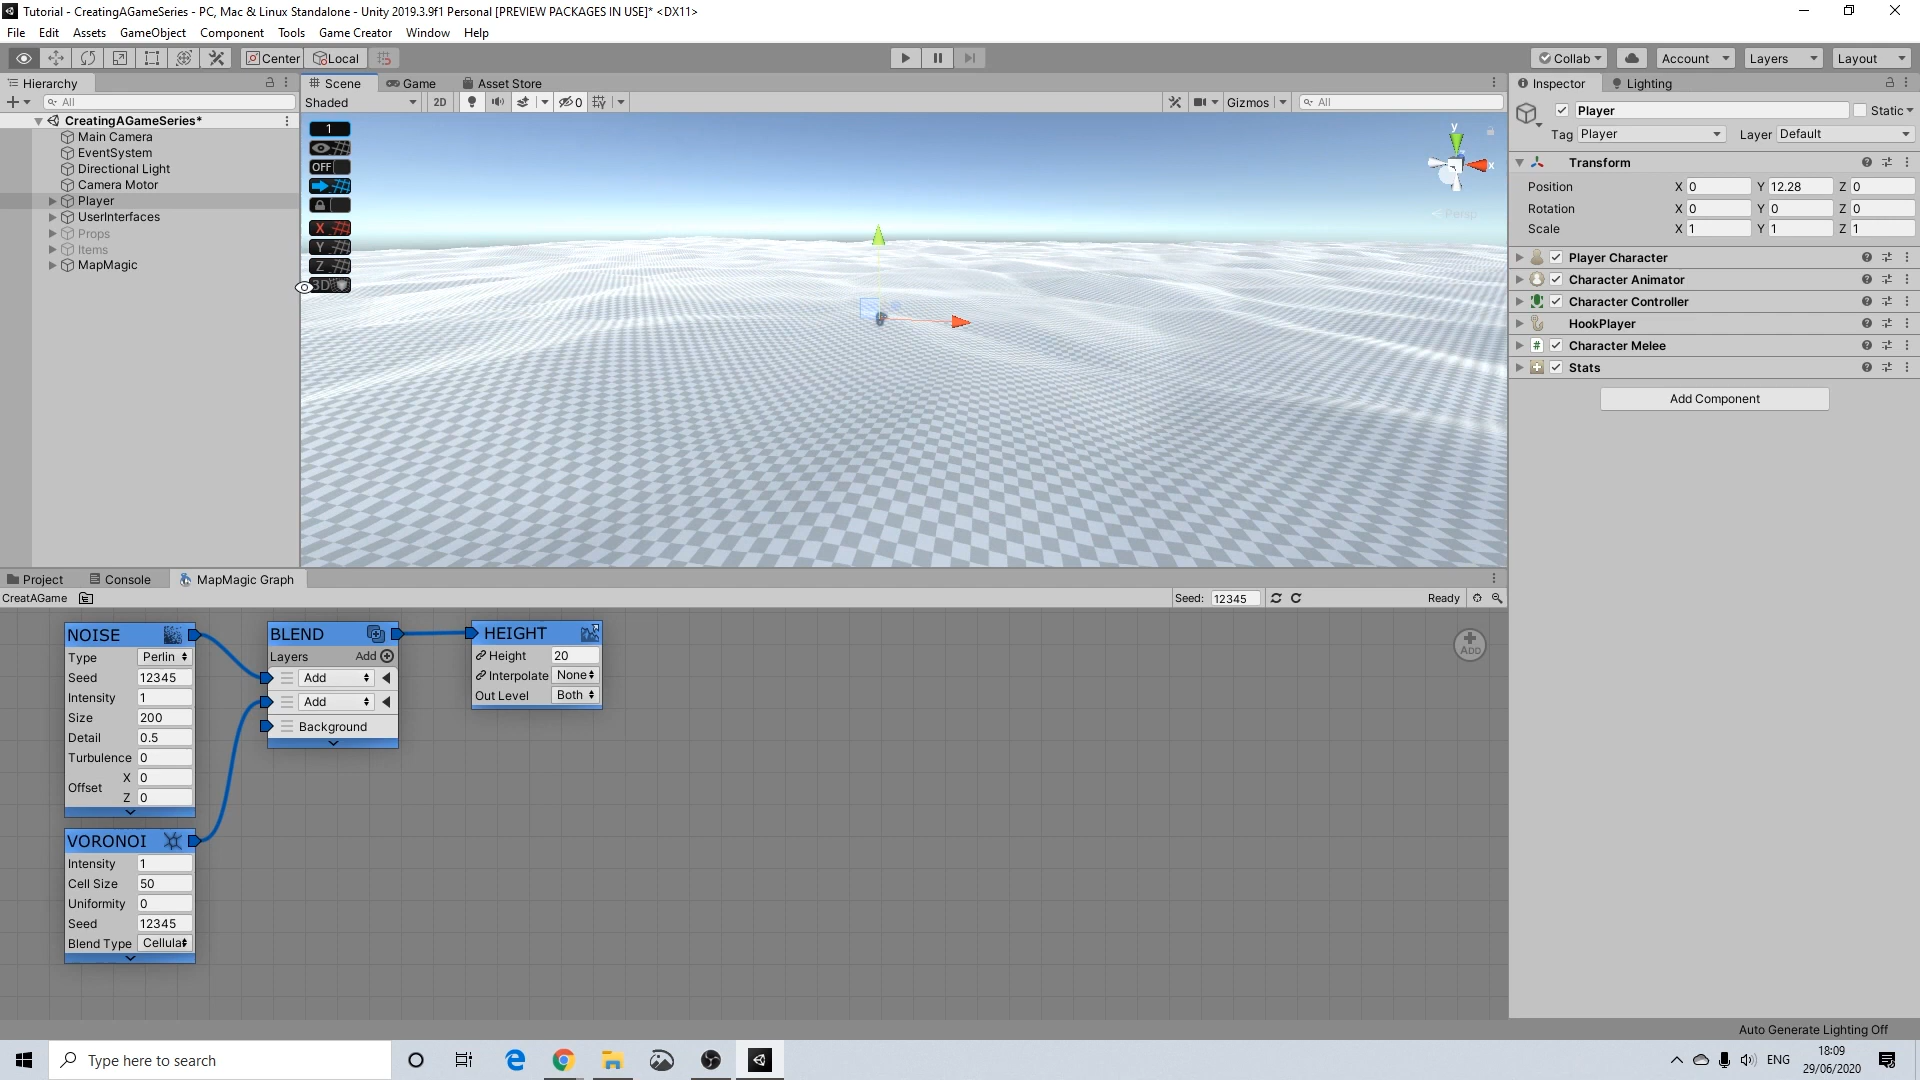 Tutorial - CreatingAGameSeries - PC, Mac & Linux Standalone - Unity 2019.3.9f1 Personal [PREVIEW PACKAGES IN USE]* <DX11>
File Edit Assets GameObject Component Tools Game Creator Window Help
Center Local Collab Account Layers Layout
Hierarchy Scene Game Asset Store Inspector Lighting
All Shaded 2D 0 Gizmos All Player Static
CreatingAGameSeries*
Main Camera
EventSystem
Directional Light
Camera Motor
Player
UserInterfaces
Props
Items
MapMagic
1
OFF
X
Y
Z
3D
y
x
Persp
Tag Player Layer Default
Transform
Position X 0 Y 12.28 Z 0
Rotation X 0 Y 0 Z 0
Scale X 1 Y 1 Z 1
Player Character
Character Animator
Character Controller
HookPlayer
Character Melee
Stats
Add Component
Project Console MapMagic Graph
CreatAGame Seed: 12345 Ready
NOISE
Type Perlin
Seed 12345
Intensity 1
Size 200
Detail 0.5
Turbulence 0
Offset X 0
Z 0
VORONOI
Intensity 1
Cell Size 50
Uniformity 0
Seed 12345
Blend Type Cellula
BLEND
Layers Add
Add
Add
Background
HEIGHT
Height 20
Interpolate None
Out Level Both
ADD
Auto Generate Lighting Off
Type here to search
ENG
18:09
29/06/2020